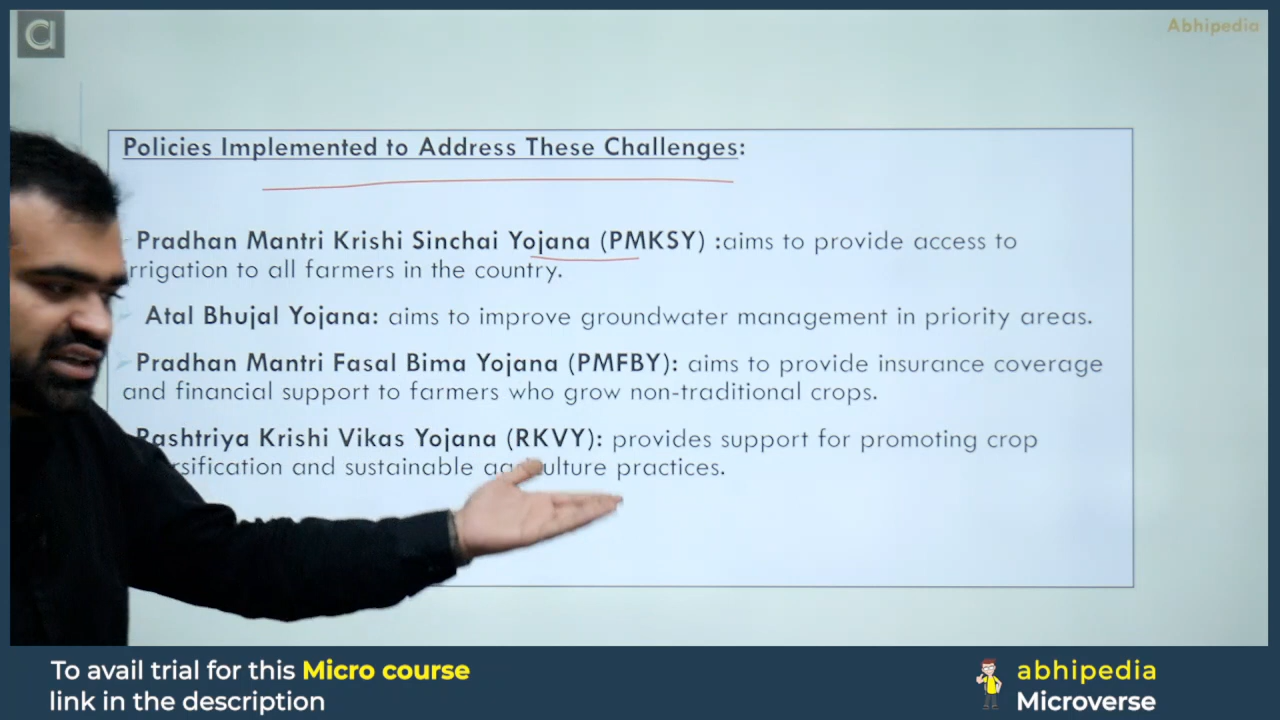 Abhipedia
Policies Implemented to Address These Challenges:
Pradhan Mantri Krishi Sinchai Yojana (PMKSY) :aims to provide access to
irrigation to all farmers in the country.
Atal Bhujal Yojana: aims to improve groundwater management in priority areas.
Pradhan Mantri Fasal Bima Yojana (PMFBY): aims to provide insurance coverage
and financial support to farmers who grow non-traditional crops.
Rashtriya Krishi Vikas Yojana (RKVY): provides support for promoting crop
and sustainable practices.
To avail trial for this Micro course
link in the description
abhipedia
Microverse